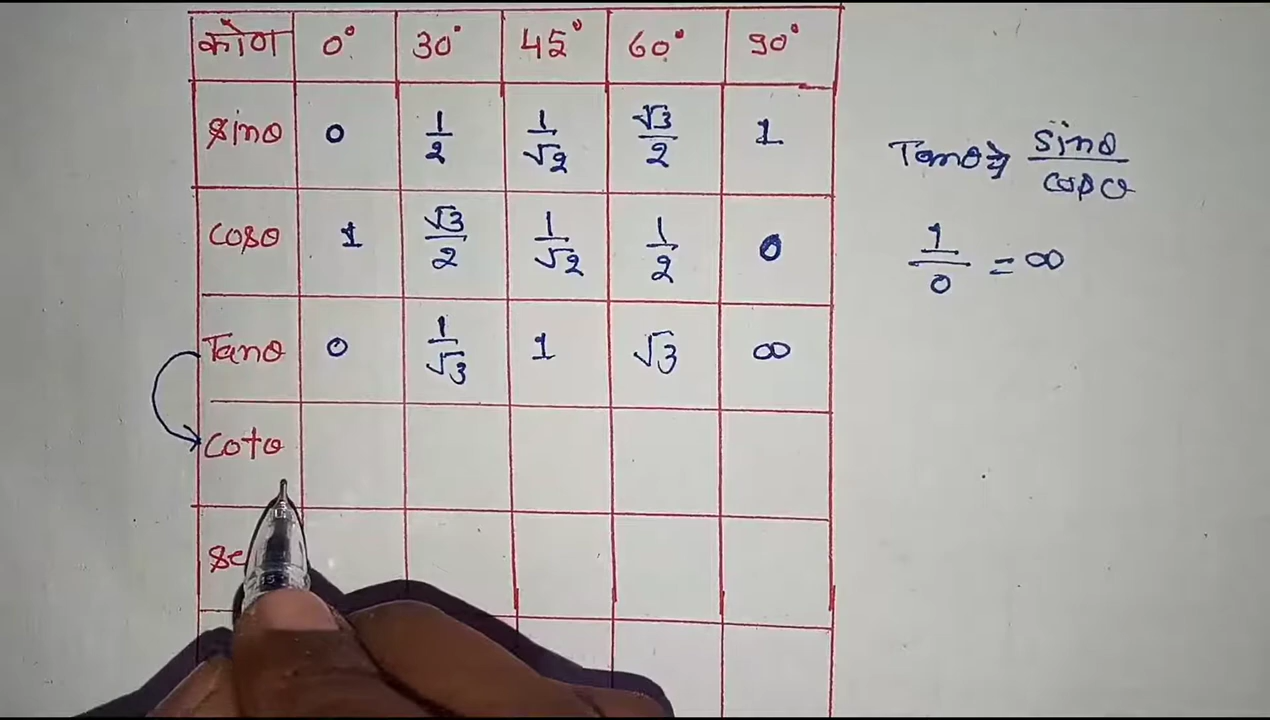 कोण 0° 30° 45° 60° 90°
sinθ 0 1/2 1/√2 √3/2 1
cosθ 1 √3/2 1/√2 1/2 0
Tanθ 0 1/√3 1 √3 ∞
cotθ
se
Tanθ ⇒ sinθ/cosθ
1/0 = ∞